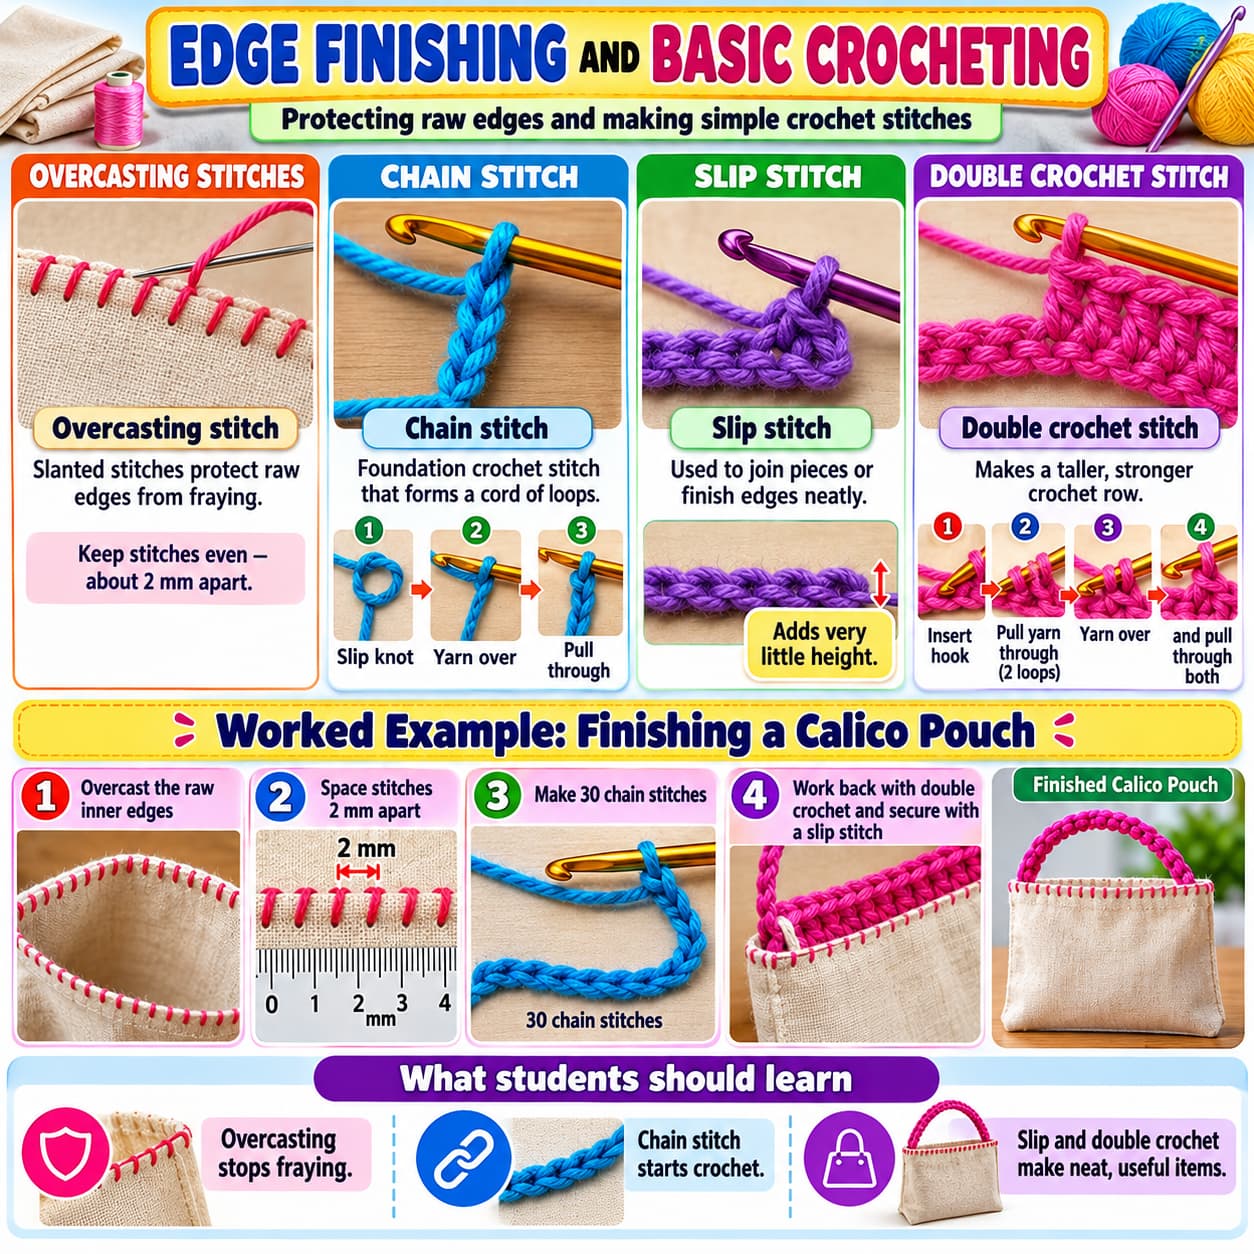 EDGE FINISHING AND BASIC CROCHETING
Protecting raw edges and making simple crochet stitches
OVERCASTING STITCHES
Overcasting stitch
Slanted stitches protect raw
edges from fraying.
Keep stitches even –
about 2 mm apart.
CHAIN STITCH
Chain stitch
Foundation crochet stitch
that forms a cord of loops.
1
2
3
Slip knot
Yarn over
Pull
through
SLIP STITCH
Slip stitch
Used to join pieces or
finish edges neatly.
Adds very
little height.
DOUBLE CROCHET STITCH
Double crochet stitch
Makes a taller, stronger
crochet row.
1
2
3
4
Insert
hook
Pull yarn
through
(2 loops)
Yarn over
and pull
through
both
Worked Example: Finishing a Calico Pouch
1
Overcast the raw
inner edges
2
Space stitches
2 mm apart
2 mm
0 1 2 3 4
mm
3
Make 30 chain stitches
30 chain stitches
4
Work back with double
crochet and secure with
a slip stitch
Finished Calico Pouch
What students should learn
Overcasting
stops fraying.
Chain stitch
starts crochet.
Slip and double crochet
make neat, useful items.